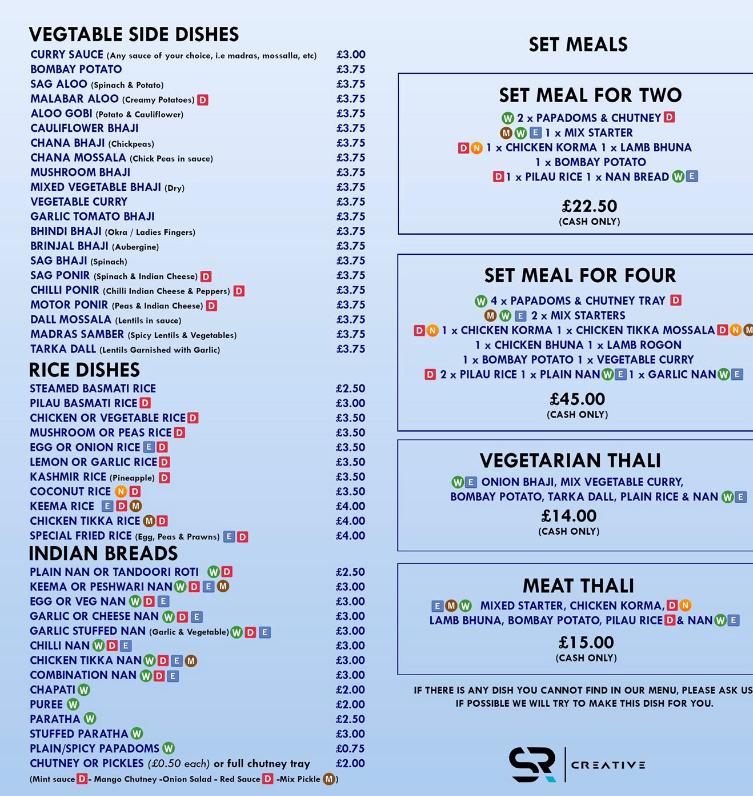 VEGTABLE SIDE DISHES
CURRY SAUCE (Any sauce of your choice, i.e madras, mossalla, etc) £3.00
BOMBAY POTATO £3.75
SAG ALOO (Spinach & Potato) £3.75
MALABAR ALOO (Creamy Potatoes) D £3.75
ALOO GOBI (Potato & Cauliflower) £3.75
CAULIFLOWER BHAJI £3.75
CHANA BHAJI (Chickpeas) £3.75
CHANA MOSSALA (Chick Peas in sauce) £3.75
MUSHROOM BHAJI £3.75
MIXED VEGETABLE BHAJI (Dry) £3.75
VEGETABLE CURRY £3.75
GARLIC TOMATO BHAJI £3.75
BHINDI BHAJI (Okra / Ladies Fingers) £3.75
BRINJAL BHAJI (Aubergine) £3.75
SAG BHAJI (Spinach) £3.75
SAG PONIR (Spinach & Indian Cheese) D £3.75
CHILLI PONIR (Chilli Indian Cheese & Peppers) D £3.75
MOTOR PONIR (Peas & Indian Cheese) D £3.75
DALL MOSSALA (Lentils in sauce) £3.75
MADRAS SAMBER (Spicy Lentils & Vegetables) £3.75
TARKA DALL (Lentils Garnished with Garlic) £3.75
RICE DISHES
STEAMED BASMATI RICE £2.50
PILAU BASMATI RICE D £3.00
CHICKEN OR VEGETABLE RICE D £3.50
MUSHROOM OR PEAS RICE D £3.50
EGG OR ONION RICE E D £3.50
LEMON OR GARLIC RICE D £3.50
KASHMIR RICE (Pineapple) D £3.50
COCONUT RICE N D £3.50
KEEMA RICE E D M £4.00
CHICKEN TIKKA RICE M D £4.00
SPECIAL FRIED RICE (Egg, Peas & Prawns) E D £4.00
INDIAN BREADS
PLAIN NAN OR TANDOORI ROTI W D £2.50
KEEMA OR PESHWARI NAN W D E M £3.00
EGG OR VEG NAN W D E £3.00
GARLIC OR CHEESE NAN W D E £3.00
GARLIC STUFFED NAN (Garlic & Vegetable) W D E £3.00
CHILLI NAN W D E £3.00
CHICKEN TIKKA NAN W D E M £3.00
COMBINATION NAN W D E £3.00
CHAPATI W £2.00
PUREE W £2.00
PARATHA W £2.50
STUFFED PARATHA W £3.00
PLAIN/SPICY PAPADOMS W £0.75
CHUTNEY OR PICKLES (£0.50 each) or full chutney tray £2.00
(Mint sauce D - Mango Chutney -Onion Salad - Red Sauce D -Mix Pickle M )
SET MEALS
SET MEAL FOR TWO
W 2 x PAPADOMS & CHUTNEY D
M W E 1 x MIX STARTER
D N 1 x CHICKEN KORMA 1 x LAMB BHUNA
1 x BOMBAY POTATO
D 1 x PILAU RICE 1 x NAN BREAD W E
£22.50
(CASH ONLY)
SET MEAL FOR FOUR
W 4 x PAPADOMS & CHUTNEY TRAY D
M W E 2 x MIX STARTERS
D N 1 x CHICKEN KORMA 1 x CHICKEN TIKKA MOSSALA D N M
1 x CHICKEN BHUNA 1 x LAMB ROGON
1 x BOMBAY POTATO 1 x VEGETABLE CURRY
D 2 x PILAU RICE 1 x PLAIN NAN W E 1 x GARLIC NAN W E
£45.00
(CASH ONLY)
VEGETARIAN THALI
W E ONION BHAJI, MIX VEGETABLE CURRY,
BOMBAY POTATO, TARKA DALL, PLAIN RICE & NAN W E
£14.00
(CASH ONLY)
MEAT THALI
E M W MIXED STARTER, CHICKEN KORMA, D N
LAMB BHUNA, BOMBAY POTATO, PILAU RICE D & NAN W E
£15.00
(CASH ONLY)
IF THERE IS ANY DISH YOU CANNOT FIND IN OUR MENU, PLEASE ASK US
IF POSSIBLE WE WILL TRY TO MAKE THIS DISH FOR YOU.
SR CREATIVE